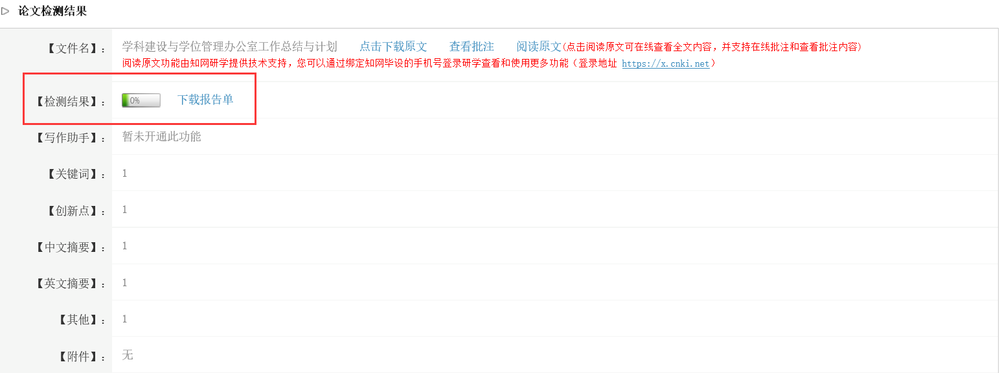 论文检测结果
【文件名】： 学科建设与学位管理办公室工作总结与计划 点击下载原文 查看批注 阅读原文(点击阅读原文可在线查看全文内容，并支持在线批注和查看批注内容)
阅读原文功能由知网研学提供技术支持，您可以通过绑定知网毕设的手机号登录研学查看和使用更多功能（登录地址 https://x.cnki.net）
【检测结果】： 0% 下载报告单
【写作助手】： 暂未开通此功能
【关键词】： 1
【创新点】： 1
【中文摘要】： 1
【英文摘要】： 1
【其他】： 1
【附件】： 无